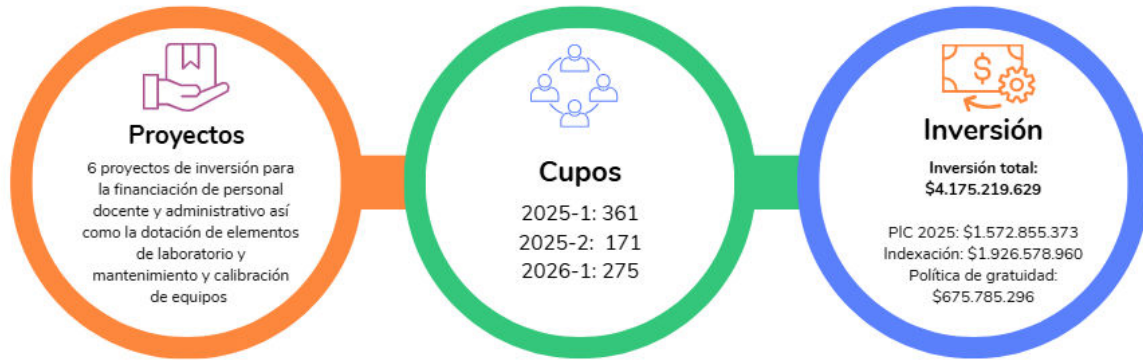 Proyectos
6 proyectos de inversión para
la financiación de personal
docente y administrativo así
como la dotación de elementos
de laboratorio y
mantenimiento y calibración
de equipos
Cupos
2025-1: 361
2025-2: 171
2026-1: 275
$
Inversión
Inversión total:
$4.175.219.629
PIC 2025: $1.572.855.373
Indexación: $1.926.578.960
Política de gratuidad:
$675.785.296